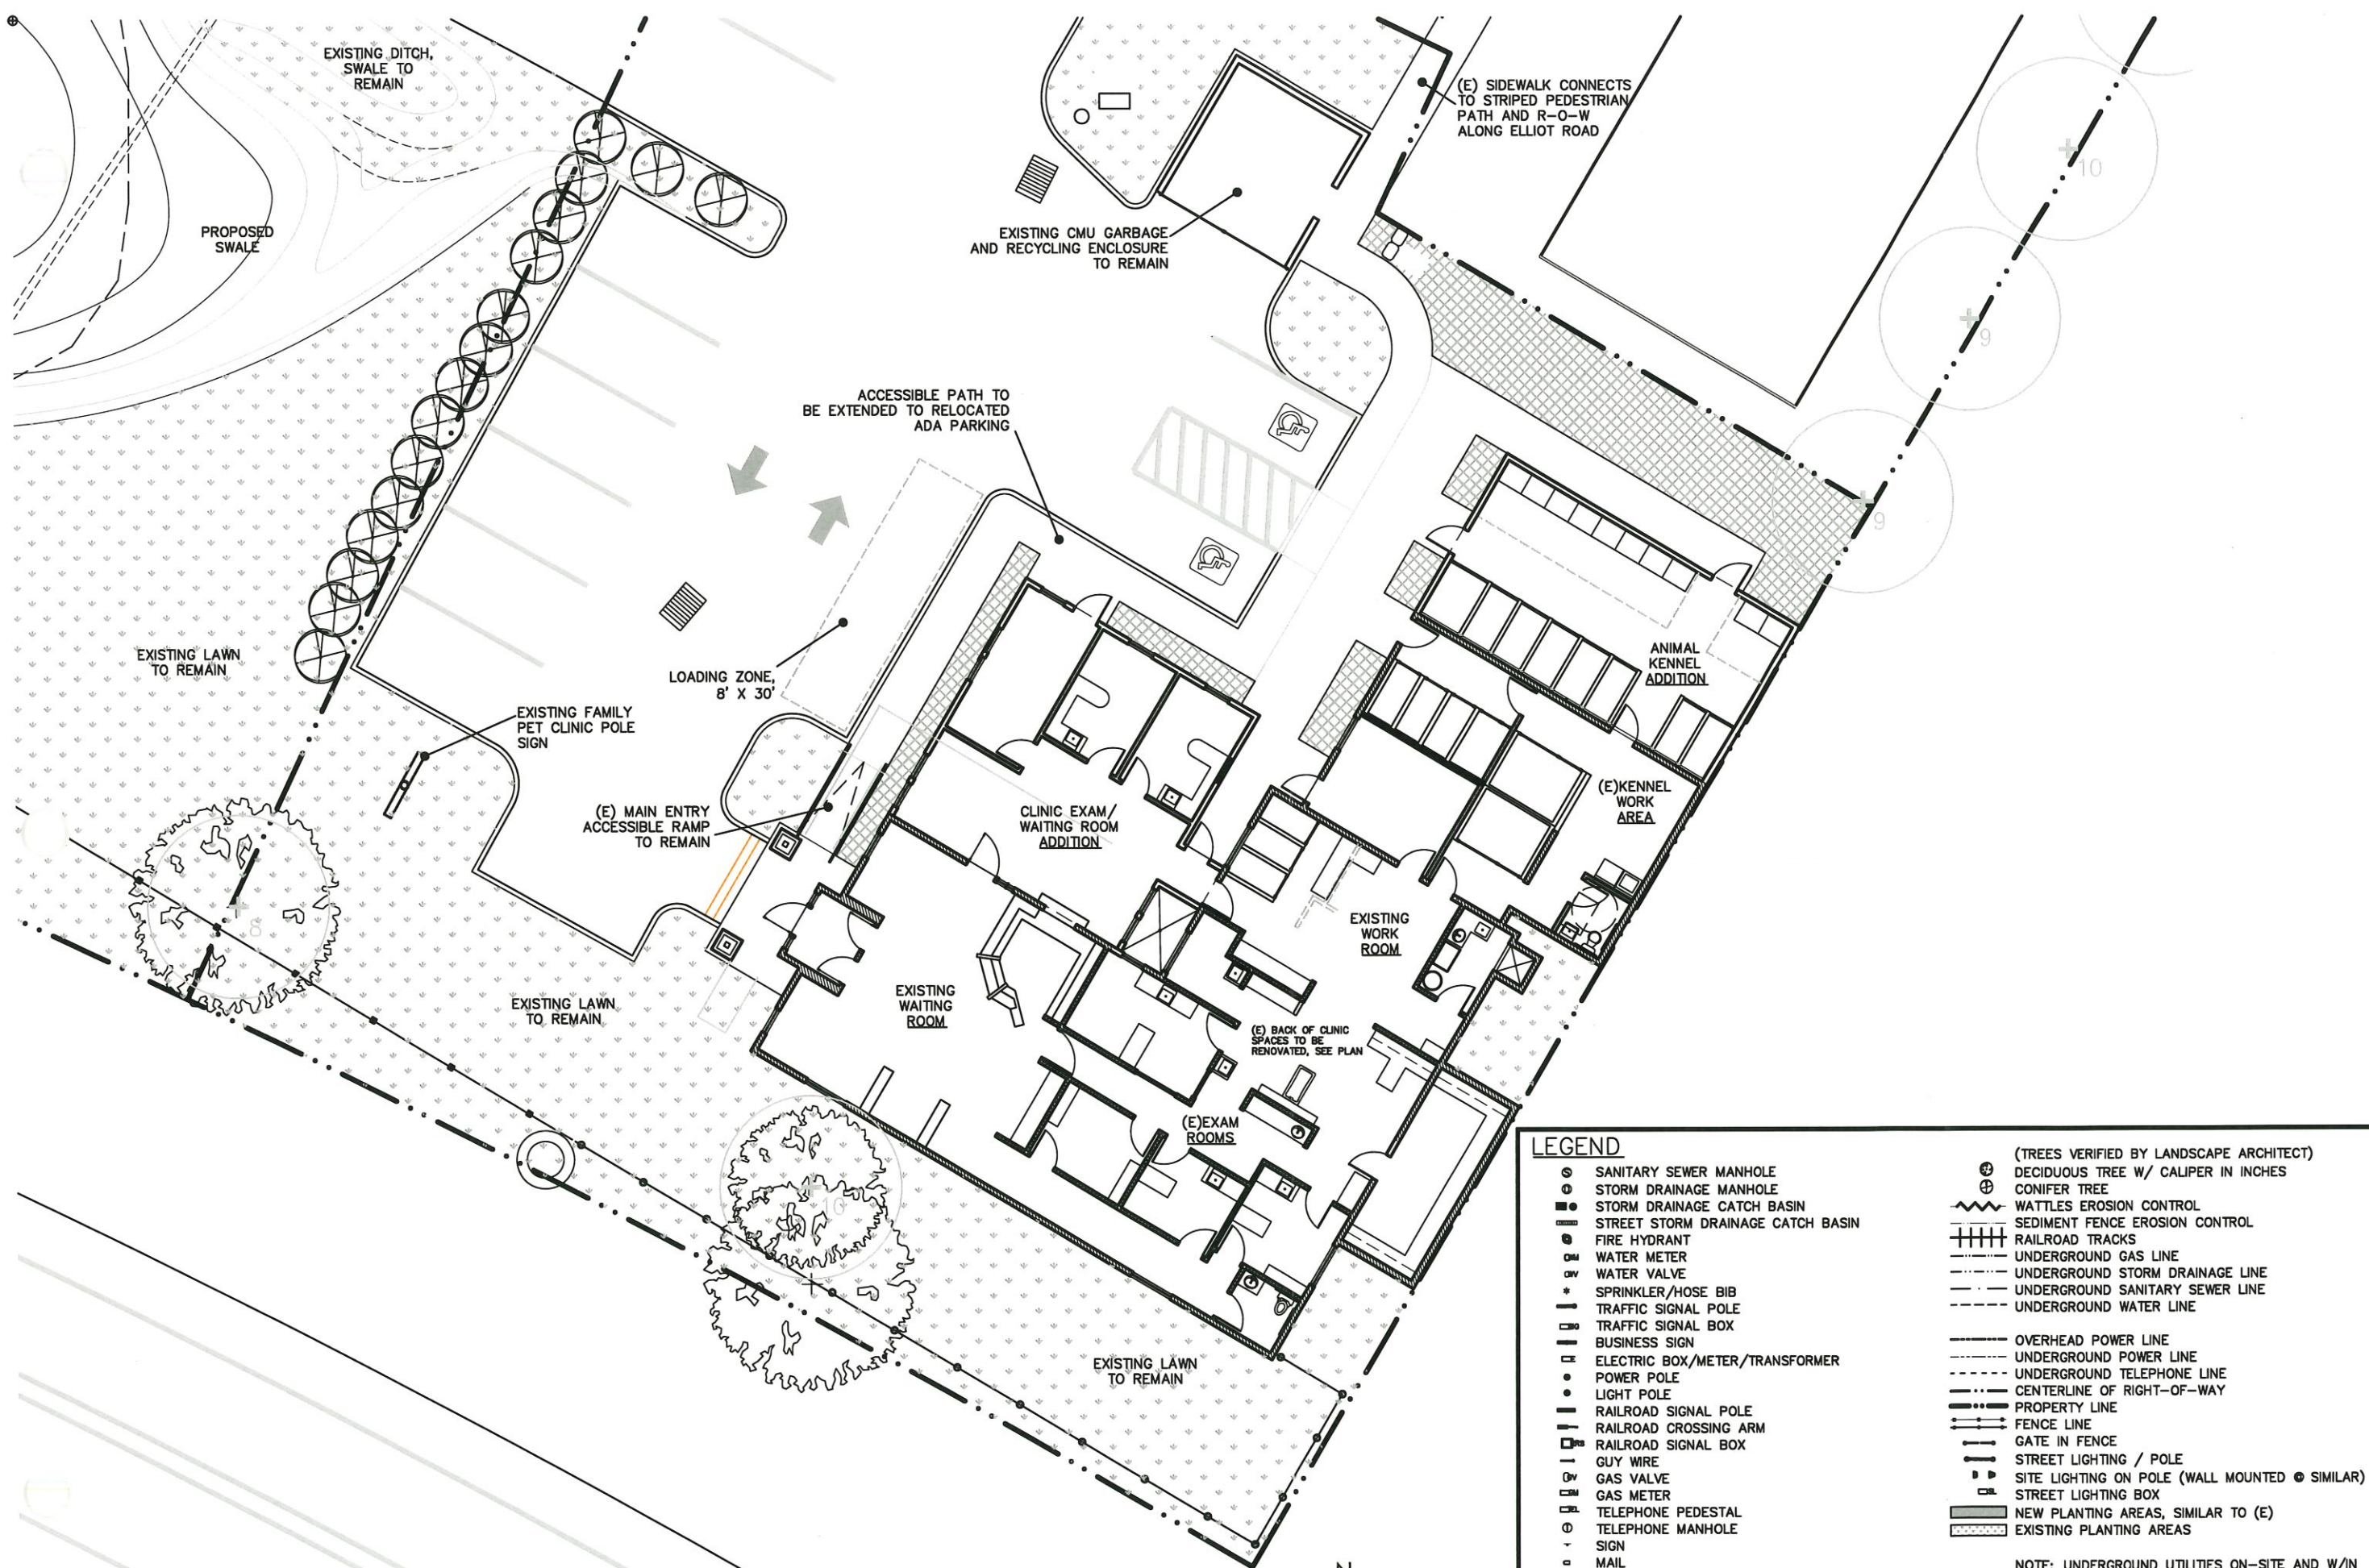 EXISTING DITCH,
SWALE TO
REMAIN
(E) SIDEWALK CONNECTS
TO STRIPED PEDESTRIAN
PATH AND R-O-W
ALONG ELLIOT ROAD
10
PROPOSED
SWALE
EXISTING CMU GARBAGE
AND RECYCLING ENCLOSURE
TO REMAIN
9
ACCESSIBLE PATH TO
BE EXTENDED TO RELOCATED
ADA PARKING
9
EXISTING LAWN
TO REMAIN
LOADING ZONE,
8' X 30'
ANIMAL
KENNEL
ADDITION
EXISTING FAMILY
PET CLINIC POLE
SIGN
(E) MAIN ENTRY
ACCESSIBLE RAMP
TO REMAIN
CLINIC EXAM/
WAITING ROOM
ADDITION
(E)KENNEL
WORK
AREA
8
EXISTING
WORK
ROOM
EXISTING LAWN
TO REMAIN
EXISTING
WAITING
ROOM
(E) BACK OF CLINIC
SPACES TO BE
RENOVATED, SEE PLAN
(E)EXAM
ROOMS
10
EXISTING LAWN
TO REMAIN
N
LEGEND
SANITARY SEWER MANHOLE
STORM DRAINAGE MANHOLE
STORM DRAINAGE CATCH BASIN
STREET STORM DRAINAGE CATCH BASIN
FIRE HYDRANT
WATER METER
WATER VALVE
SPRINKLER/HOSE BIB
TRAFFIC SIGNAL POLE
TRAFFIC SIGNAL BOX
BUSINESS SIGN
ELECTRIC BOX/METER/TRANSFORMER
POWER POLE
LIGHT POLE
RAILROAD SIGNAL POLE
RAILROAD CROSSING ARM
RAILROAD SIGNAL BOX
GUY WIRE
GAS VALVE
GAS METER
TELEPHONE PEDESTAL
TELEPHONE MANHOLE
SIGN
MAIL
(TREES VERIFIED BY LANDSCAPE ARCHITECT)
DECIDUOUS TREE W/ CALIPER IN INCHES
CONIFER TREE
WATTLES EROSION CONTROL
SEDIMENT FENCE EROSION CONTROL
RAILROAD TRACKS
UNDERGROUND GAS LINE
UNDERGROUND STORM DRAINAGE LINE
UNDERGROUND SANITARY SEWER LINE
UNDERGROUND WATER LINE
OVERHEAD POWER LINE
UNDERGROUND POWER LINE
UNDERGROUND TELEPHONE LINE
CENTERLINE OF RIGHT-OF-WAY
PROPERTY LINE
FENCE LINE
GATE IN FENCE
STREET LIGHTING / POLE
SITE LIGHTING ON POLE (WALL MOUNTED @ SIMILAR)
STREET LIGHTING BOX
NEW PLANTING AREAS, SIMILAR TO (E)
EXISTING PLANTING AREAS
NOTE: UNDERGROUND UTILITIES ON-SITE AND W/IN